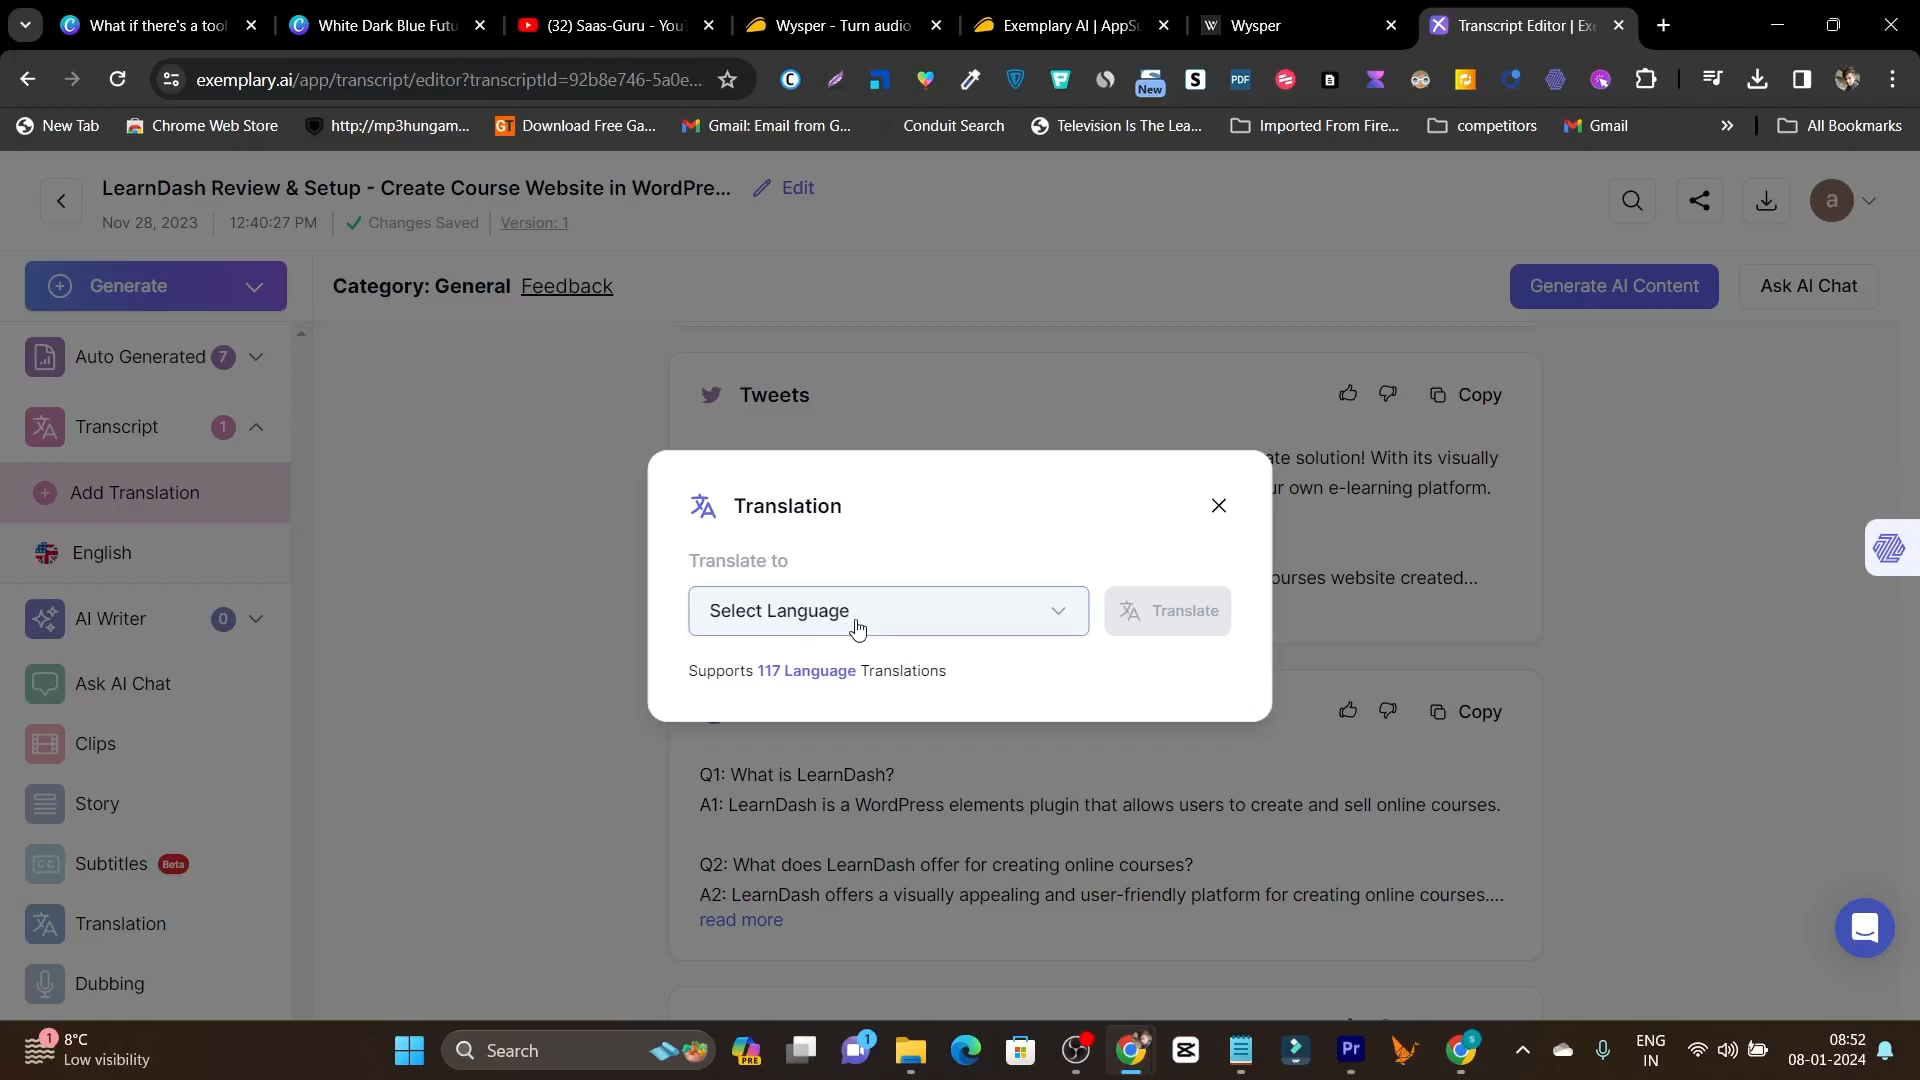 What if there's a tool
White Dark Blue Futu
(32) Saas-Guru - You
Wysper - Turn audio
Exemplary AI | AppSu
Wysper
Transcript Editor | Exe
exemplary.ai/app/transcript/editor?transcriptId=92b8e746-5a0e...
New
PDF
New Tab
Chrome Web Store
http://mp3hungam...
Download Free Ga...
Gmail: Email from G...
Conduit Search
Television Is The Lea...
Imported From Fire...
competitors
Gmail
All Bookmarks
LearnDash Review & Setup - Create Course Website in WordPre...
Edit
Nov 28, 2023
12:40:27 PM
Changes Saved
Version: 1
a
Generate
Category: General
Feedback
Generate AI Content
Ask AI Chat
Auto Generated
7
Transcript
1
Add Translation
English
AI Writer
0
Ask AI Chat
Clips
Story
Subtitles
Beta
Translation
Dubbing
Tweets
Copy
ate solution! With its visually
r own e-learning platform.
ourses website created...
Translation
Translate to
Select Language
Translate
Supports 117 Language Translations
Copy
Q1: What is LearnDash?
A1: LearnDash is a WordPress elements plugin that allows users to create and sell online courses.
Q2: What does LearnDash offer for creating online courses?
A2: LearnDash offers a visually appealing and user-friendly platform for creating online courses....
read more
1
8°C
Low visibility
Search
PRE
1
Pr
ENG
IN
08:52
08-01-2024